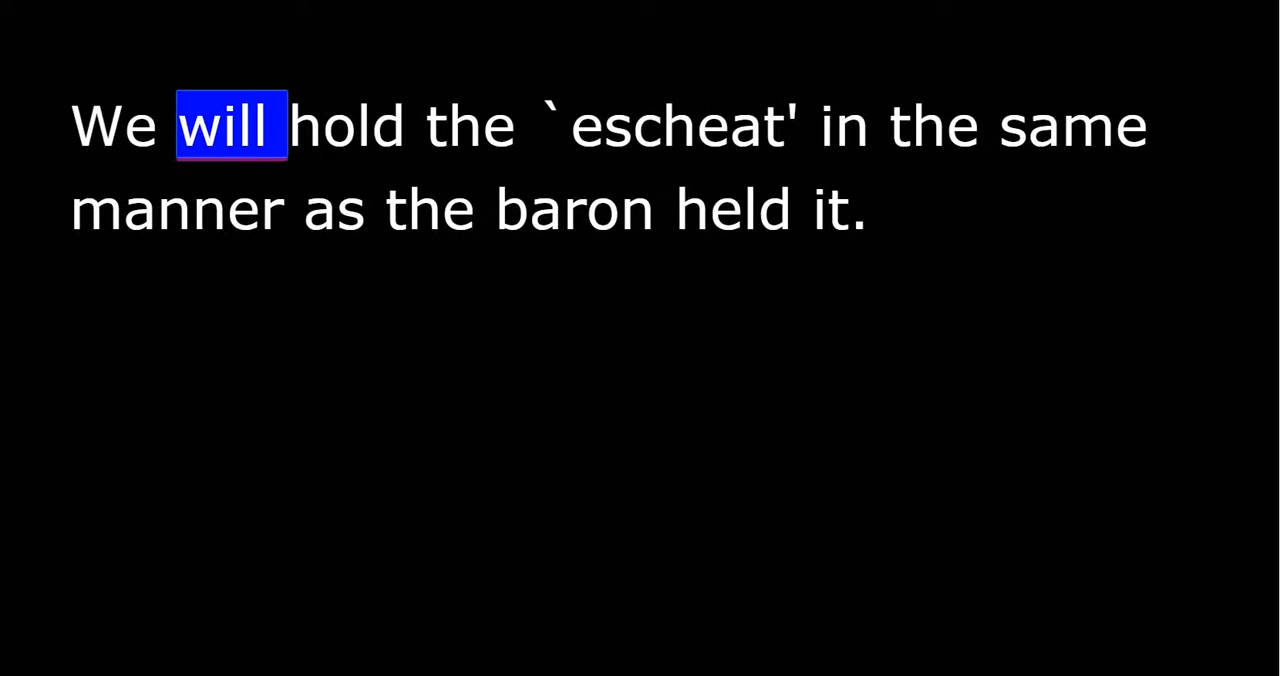 We will hold the `escheat' in the same
manner as the baron held it.